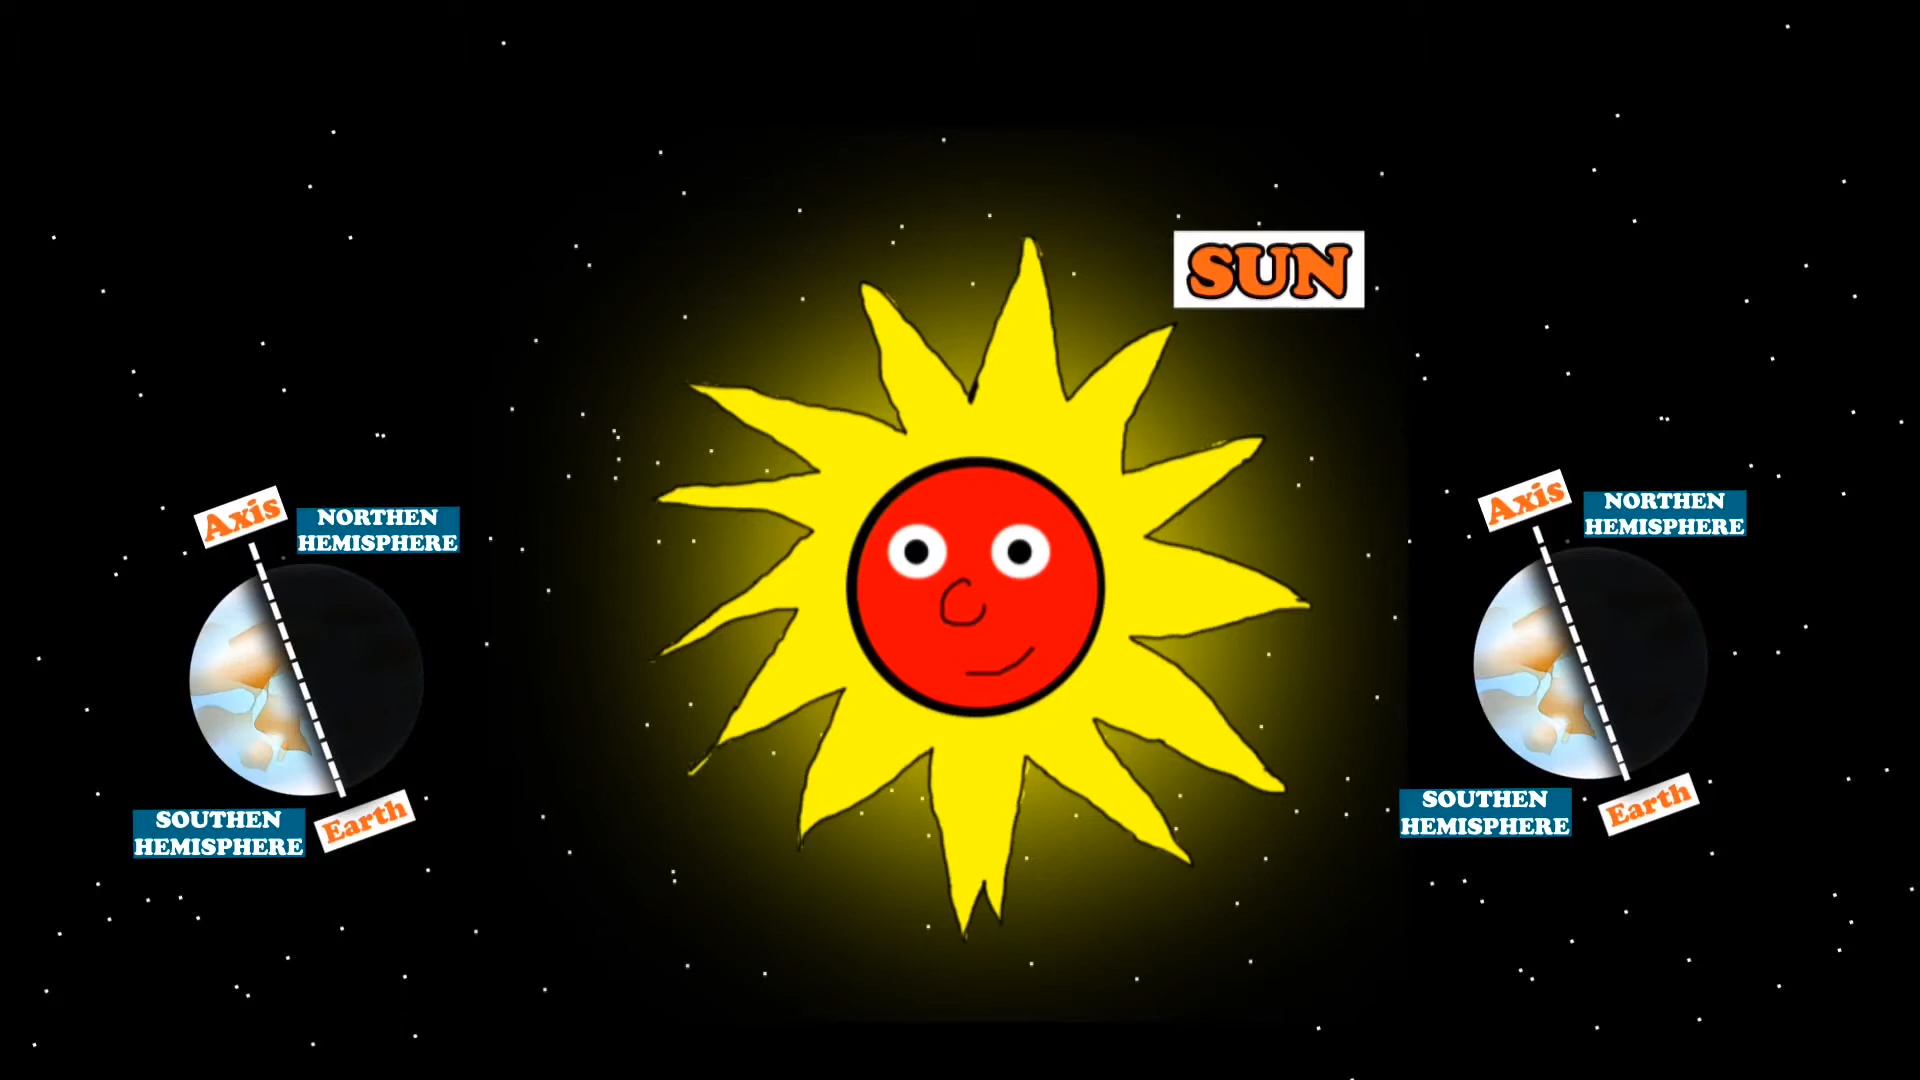 SUN
Axis
NORTHEN
HEMISPHERE
SOUTHEN
HEMISPHERE
Earth
Axis
NORTHEN
HEMISPHERE
SOUTHEN
HEMISPHERE
Earth